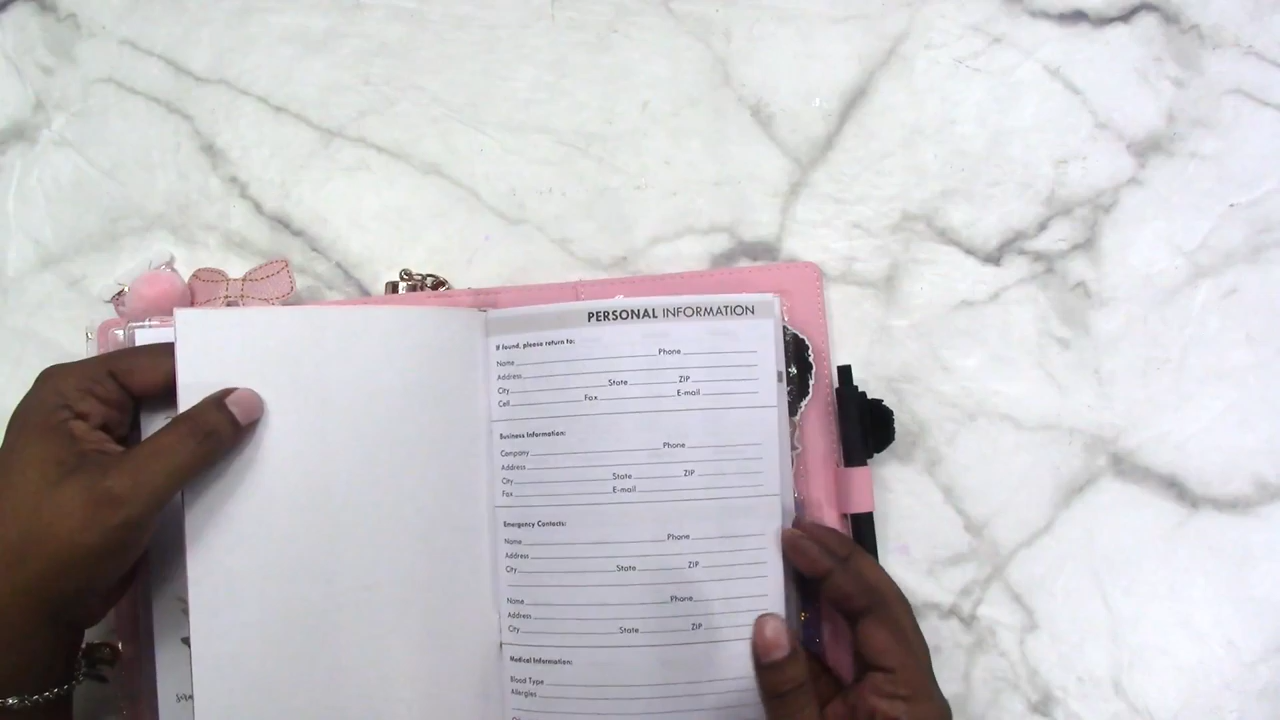 PERSONAL INFORMATION
If found, please return to:
Name Phone
Address
City State ZIP
Cell Fax E-mail
Business Information:
Company Phone
Address
City State ZIP
Fax E-mail
Emergency Contacts:
Name Phone
Address
City State ZIP
Name Phone
Address
City State ZIP
Medical Information:
Blood Type
Allergies